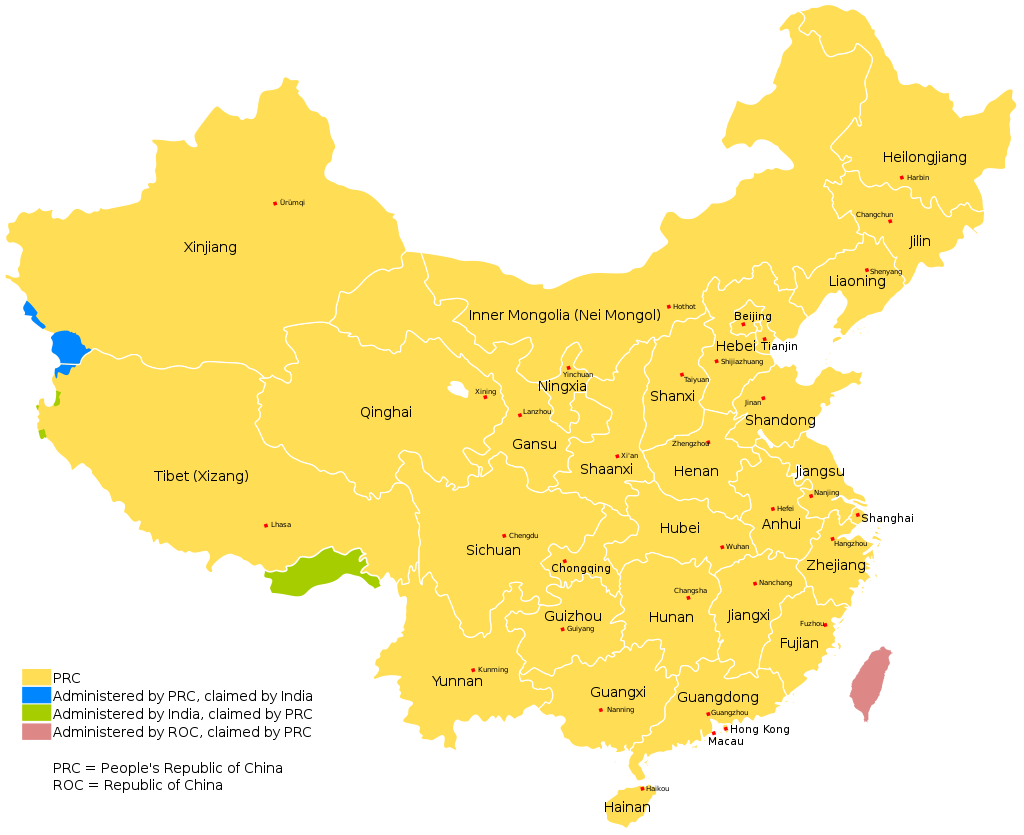 Heilongjiang
Harbin
Ürümqi
Changchun
Jilin
Xinjiang
Shenyang
Liaoning
Hothot
Inner Mongolia (Nei Mongol)
Beijing
Hebei
Tianjin
Shijiazhuang
Yinchuan
Ningxia
Taiyuan
Shanxi
Xining
Jinan
Qinghai
Lanzhou
Shandong
Gansu
Zhengzhou
Xi'an
Shaanxi
Henan
Jiangsu
Tibet (Xizang)
Nanjing
Hefei
Shanghai
Lhasa
Anhui
Hubei
Chengdu
Sichuan
Wuhan
Hangzhou
Zhejiang
Chongqing
Nanchang
Changsha
Guizhou
Hunan
Jiangxi
Guiyang
Fuzhou
Fujian
Kunming
Yunnan
Guangxi
Guangdong
Nanning
Guangzhou
Hong Kong
Macau
Haikou
Hainan
PRC
Administered by PRC, claimed by India
Administered by India, claimed by PRC
Administered by ROC, claimed by PRC
PRC = People's Republic of China
ROC = Republic of China